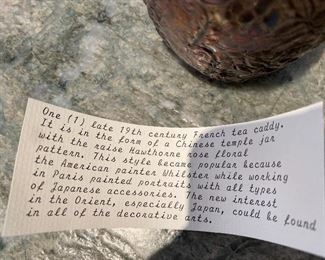 One (1) late 19th century French tea caddy.
It is in the form of a Chinese temple jar
with the raise Hawthorne rose floral
pattern. This style became popular because
the American painter Whilster while working
in Paris painted portraits with all types
of Japanese accessories. The new interest
in the Orient, especially Japan, could be found
in all of the decorative arts.